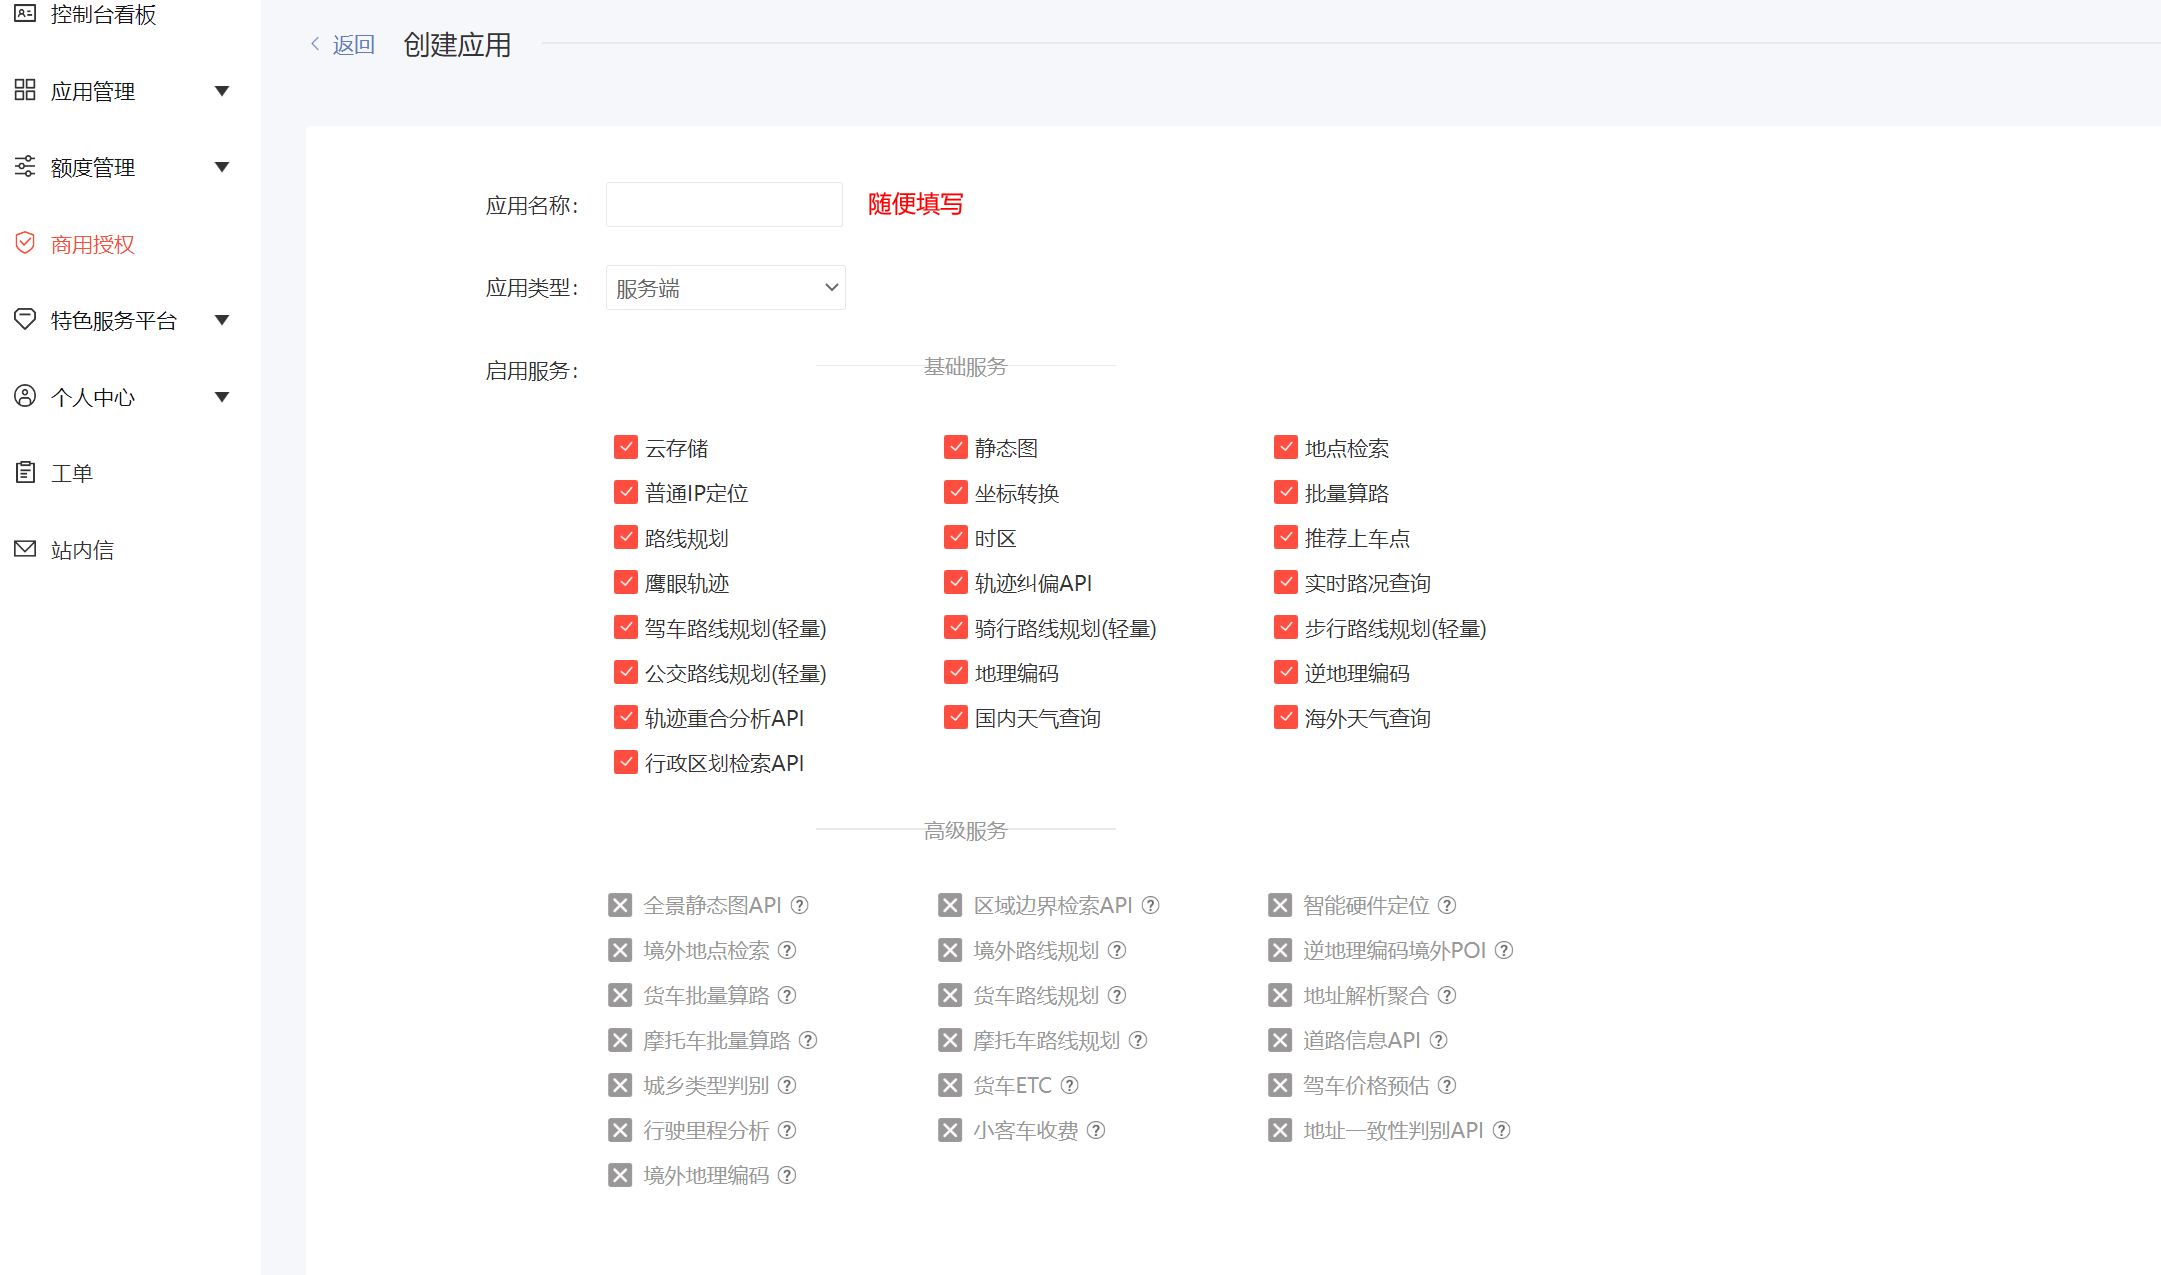 控制台看板
应用管理
额度管理
商用授权
特色服务平台
个人中心
工单
站内信
返回 创建应用
应用名称： 随便填写
应用类型： 服务端
启用服务： 基础服务
云存储 静态图 地点检索
普通IP定位 坐标转换 批量算路
路线规划 时区 推荐上车点
鹰眼轨迹 轨迹纠偏API 实时路况查询
驾车路线规划(轻量) 骑行路线规划(轻量) 步行路线规划(轻量)
公交路线规划(轻量) 地理编码 逆地理编码
轨迹重合分析API 国内天气查询 海外天气查询
行政区划检索API
高级服务
全景静态图API 区域边界检索API 智能硬件定位
境外地点检索 境外路线规划 逆地理编码境外POI
货车批量算路 货车路线规划 地址解析聚合
摩托车批量算路 摩托车路线规划 道路信息API
城乡类型判别 货车ETC 驾车价格预估
行驶里程分析 小客车收费 地址一致性判别API
境外地理编码